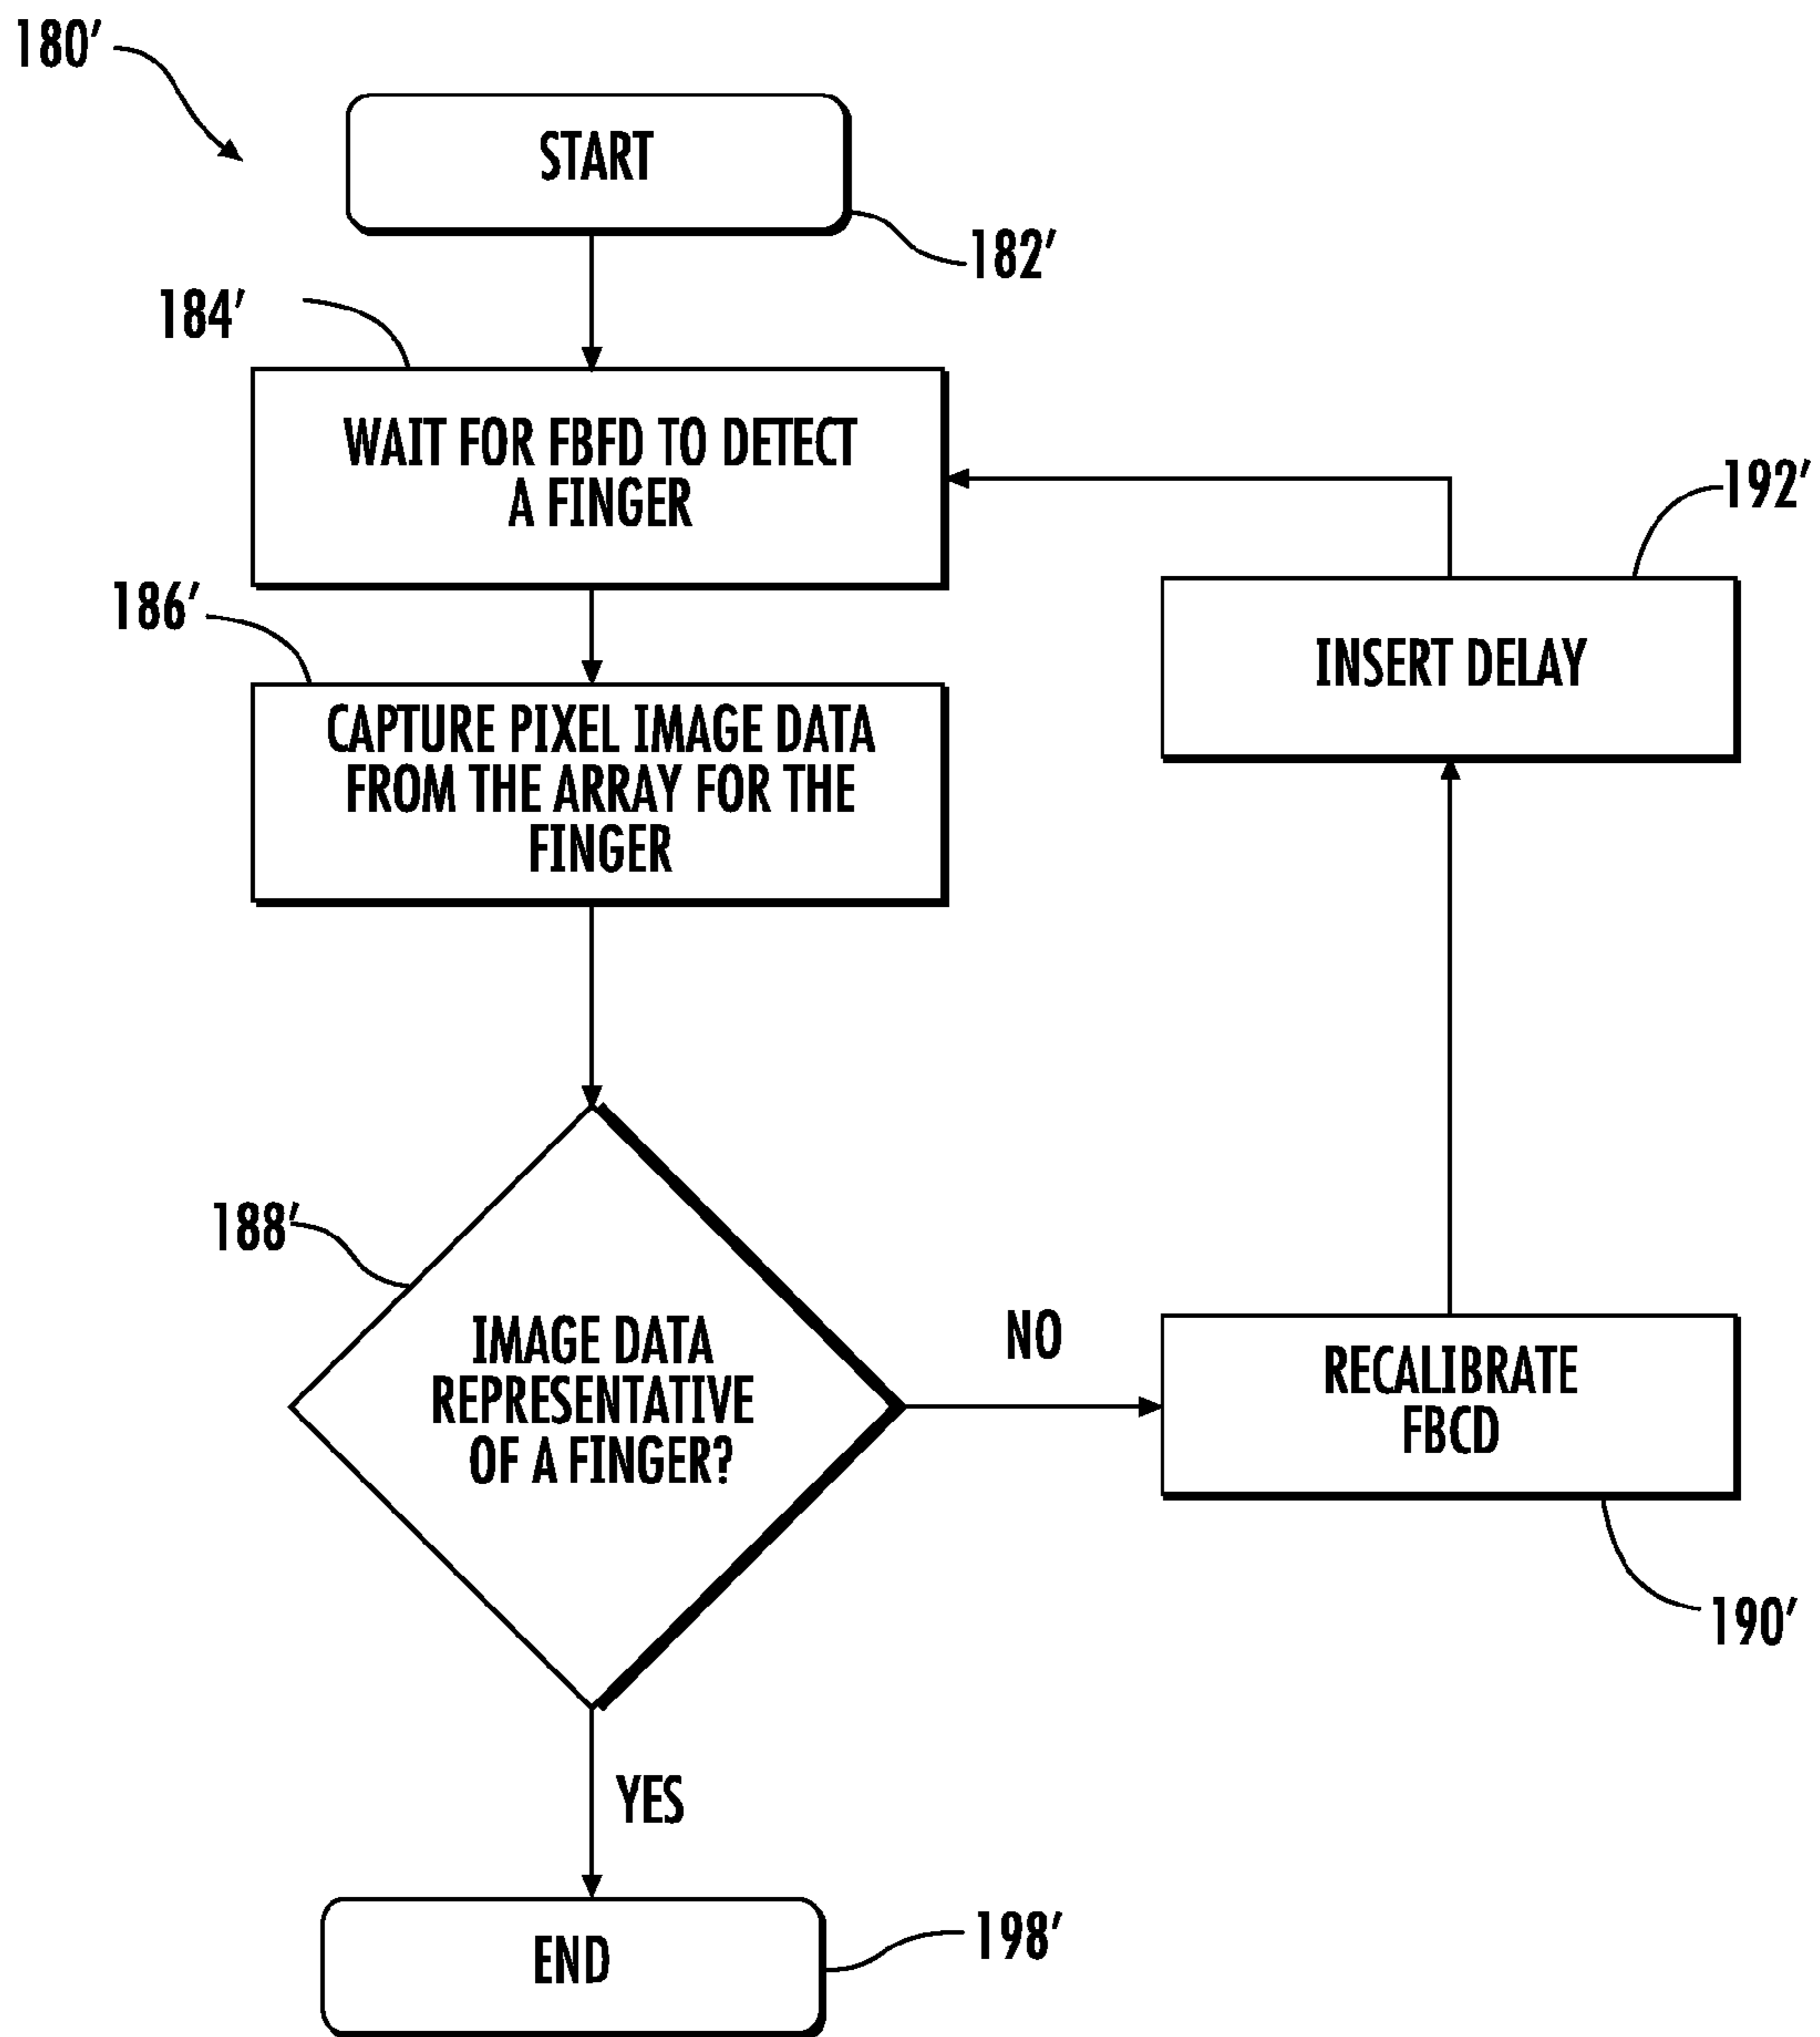 180′
START
182′
184′
WAIT FOR FBFD TO DETECT
A FINGER
192′
186′
INSERT DELAY
CAPTURE PIXEL IMAGE DATA
FROM THE ARRAY FOR THE
FINGER
188′
IMAGE DATA
REPRESENTATIVE
OF A FINGER?
NO
RECALIBRATE
FBCD
190′
YES
END
198′